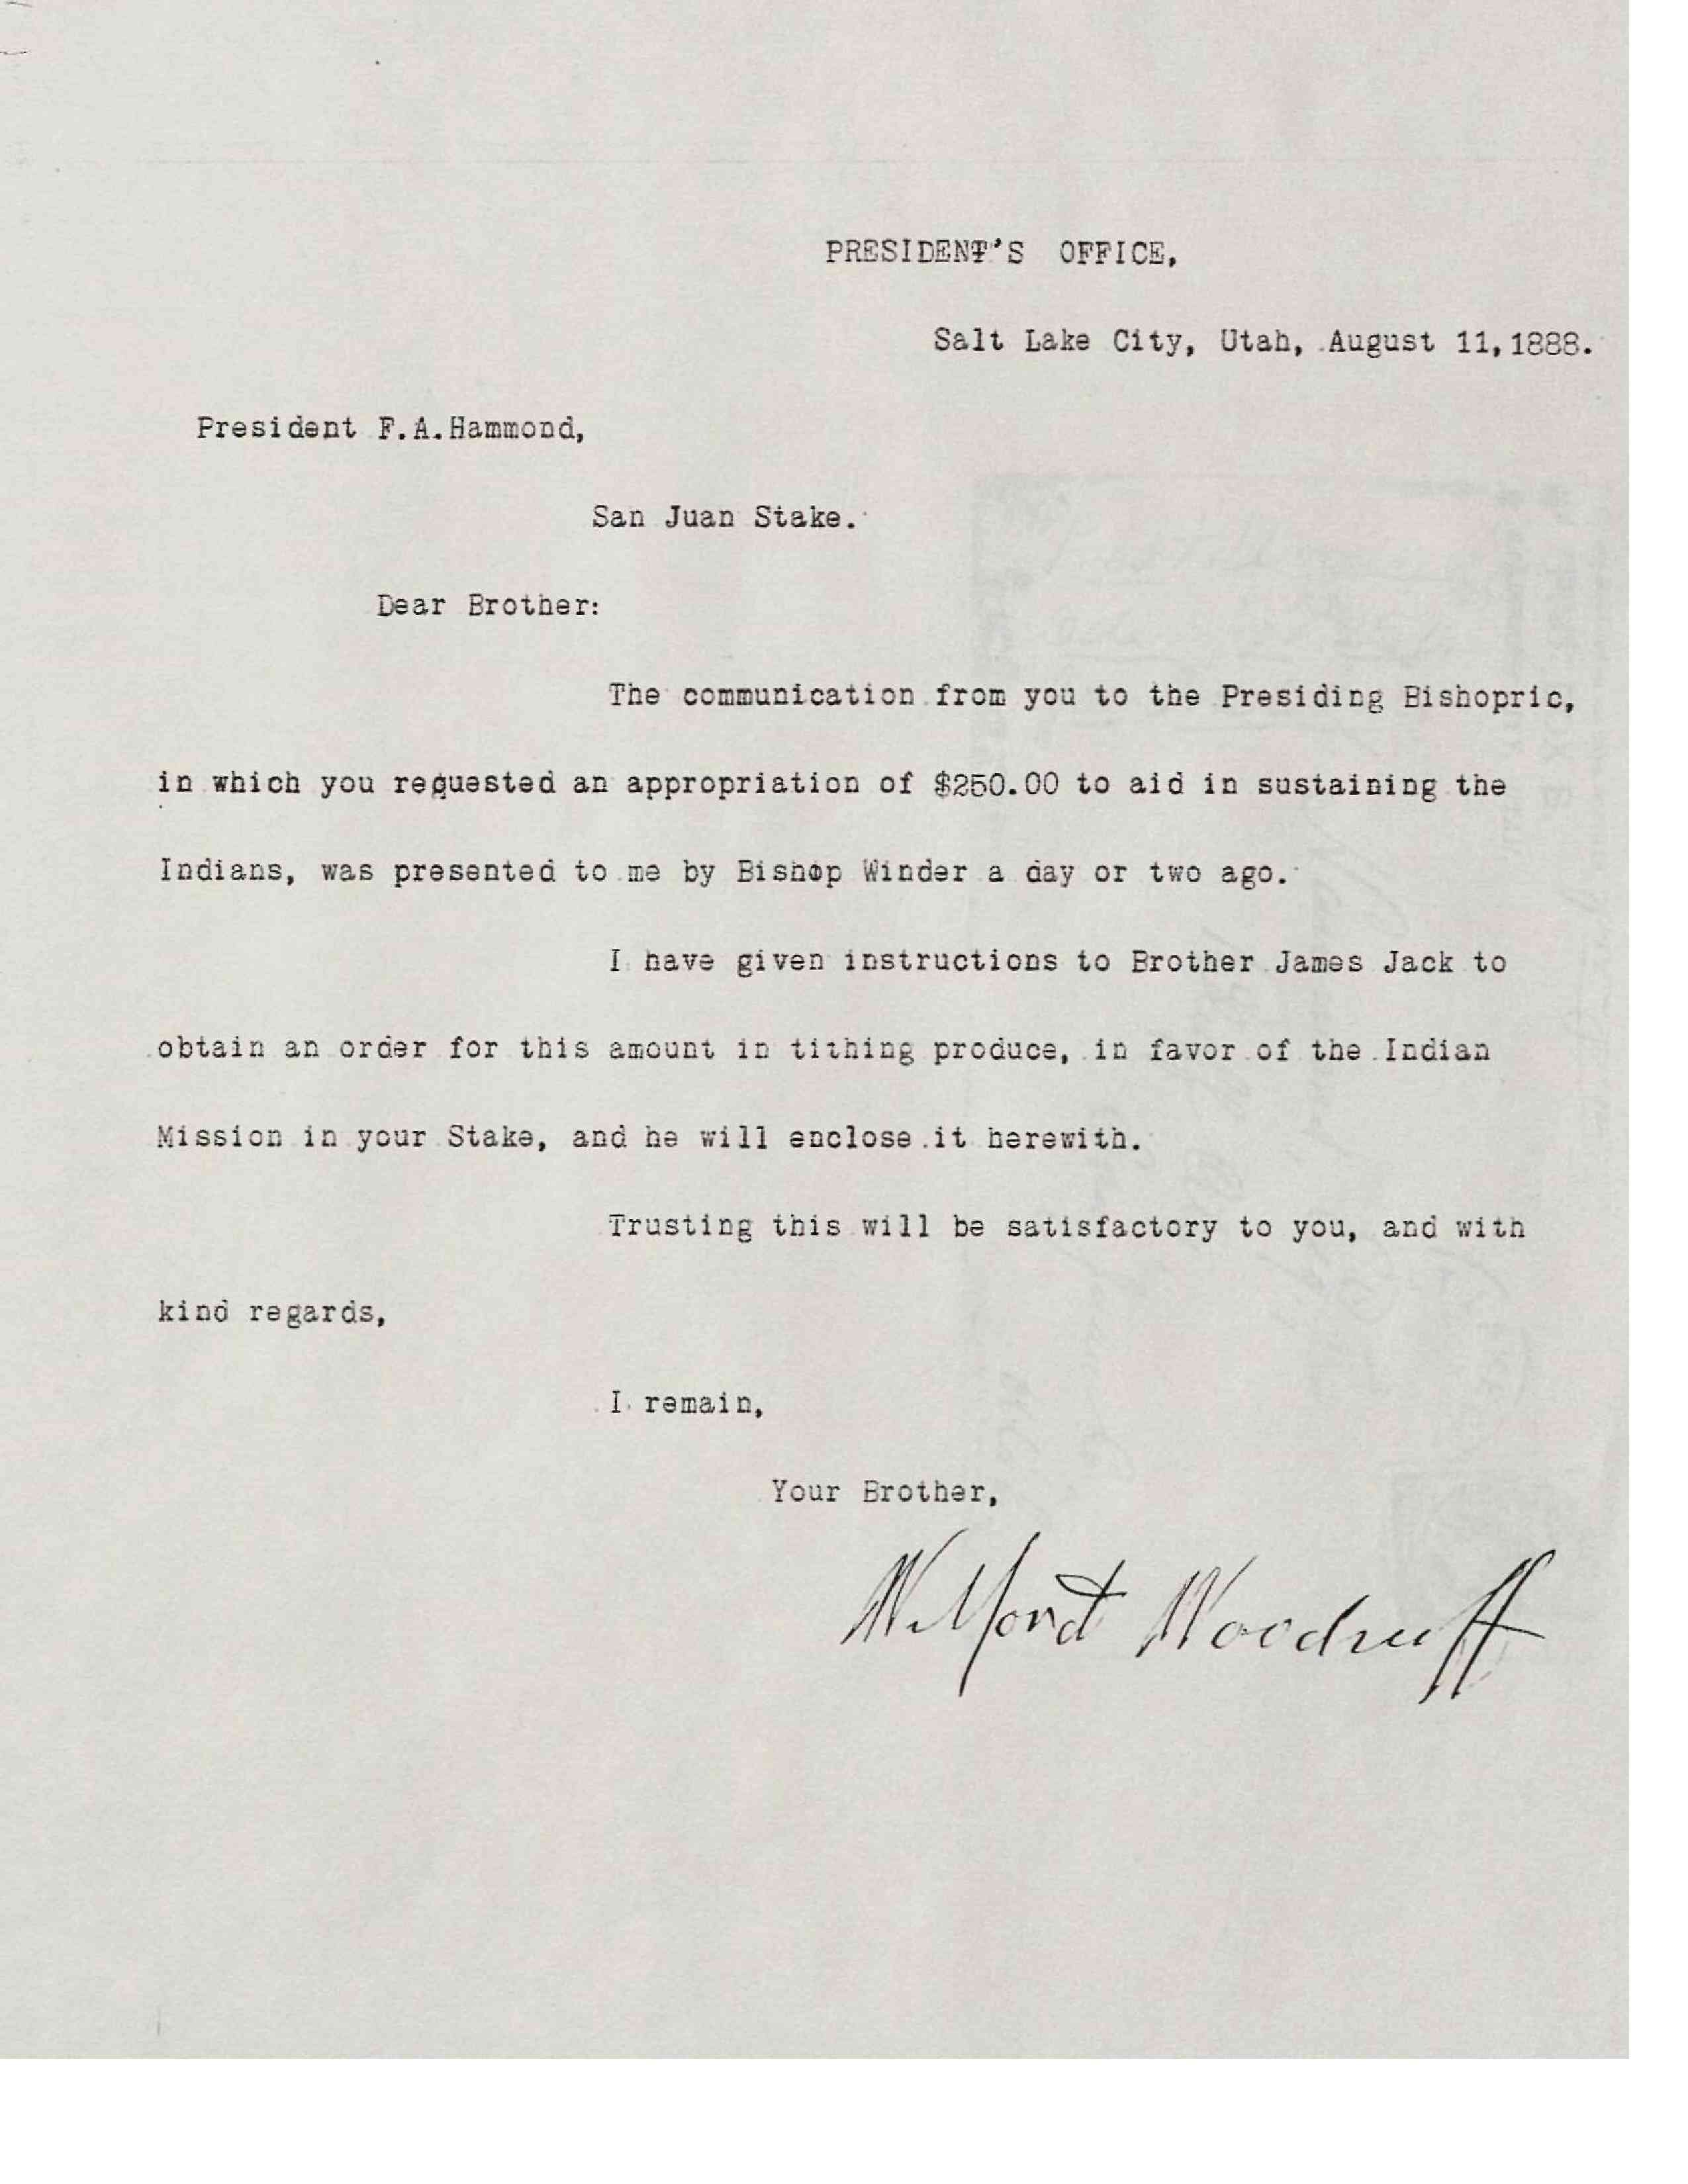 PRESIDENT'S OFFICE,
Salt Lake City, Utah, August 11, 1888.
President F.A.Hammond,
San Juan Stake.
Dear Brother:
The communication from you to the Presiding Bishopric,
in which you requested an appropriation of $250.00 to aid in sustaining the
Indians, was presented to me by Bishop Winder a day or two ago.
I have given instructions to Brother James Jack to
obtain an order for this amount in tithing produce, in favor of the Indian
Mission in your Stake, and he will enclose it herewith.
Trusting this will be satisfactory to you, and with
kind regards,
I remain,
Your Brother,
Wilford Woodruff